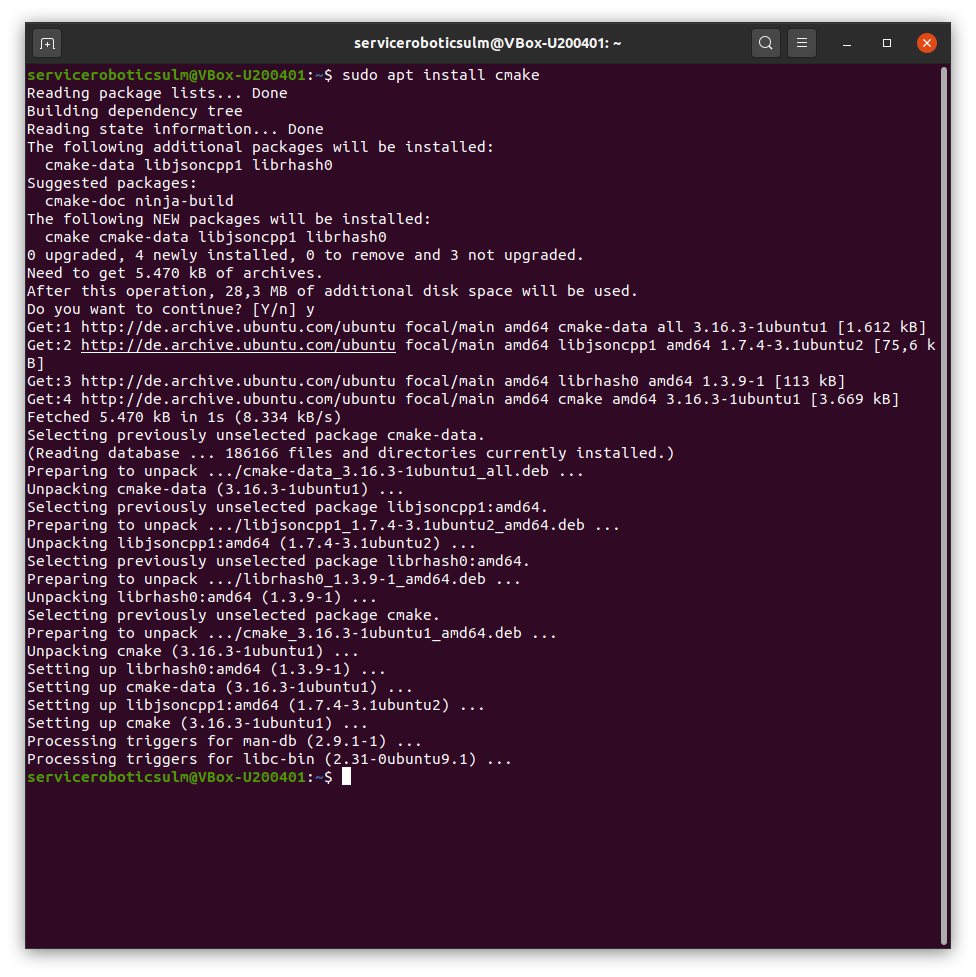 serviceroboticsulm@VBox-U200401: ~
serviceroboticsulm@VBox-U200401:~$ sudo apt install cmake
Reading package lists... Done
Building dependency tree
Reading state information... Done
The following additional packages will be installed:
  cmake-data libjsoncpp1 librhash0
Suggested packages:
  cmake-doc ninja-build
The following NEW packages will be installed:
  cmake cmake-data libjsoncpp1 librhash0
0 upgraded, 4 newly installed, 0 to remove and 3 not upgraded.
Need to get 5.470 kB of archives.
After this operation, 28,3 MB of additional disk space will be used.
Do you want to continue? [Y/n] y
Get:1 http://de.archive.ubuntu.com/ubuntu focal/main amd64 cmake-data all 3.16.3-1ubuntu1 [1.612 kB]
Get:2 http://de.archive.ubuntu.com/ubuntu focal/main amd64 libjsoncpp1 amd64 1.7.4-3.1ubuntu2 [75,6 k
B]
Get:3 http://de.archive.ubuntu.com/ubuntu focal/main amd64 librhash0 amd64 1.3.9-1 [113 kB]
Get:4 http://de.archive.ubuntu.com/ubuntu focal/main amd64 cmake amd64 3.16.3-1ubuntu1 [3.669 kB]
Fetched 5.470 kB in 1s (8.334 kB/s)
Selecting previously unselected package cmake-data.
(Reading database ... 186166 files and directories currently installed.)
Preparing to unpack .../cmake-data_3.16.3-1ubuntu1_all.deb ...
Unpacking cmake-data (3.16.3-1ubuntu1) ...
Selecting previously unselected package libjsoncpp1:amd64.
Preparing to unpack .../libjsoncpp1_1.7.4-3.1ubuntu2_amd64.deb ...
Unpacking libjsoncpp1:amd64 (1.7.4-3.1ubuntu2) ...
Selecting previously unselected package librhash0:amd64.
Preparing to unpack .../librhash0_1.3.9-1_amd64.deb ...
Unpacking librhash0:amd64 (1.3.9-1) ...
Selecting previously unselected package cmake.
Preparing to unpack .../cmake_3.16.3-1ubuntu1_amd64.deb ...
Unpacking cmake (3.16.3-1ubuntu1) ...
Setting up librhash0:amd64 (1.3.9-1) ...
Setting up cmake-data (3.16.3-1ubuntu1) ...
Setting up libjsoncpp1:amd64 (1.7.4-3.1ubuntu2) ...
Setting up cmake (3.16.3-1ubuntu1) ...
Processing triggers for man-db (2.9.1-1) ...
Processing triggers for libc-bin (2.31-0ubuntu9.1) ...
serviceroboticsulm@VBox-U200401:~$